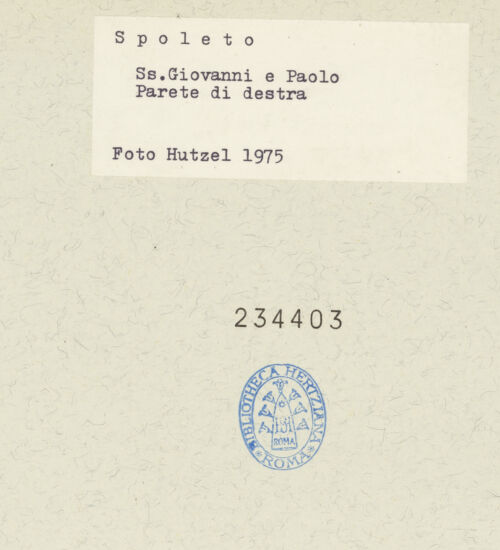 Spoleto
Ss.Giovanni e Paolo
Parete di destra
Foto Hutzel 1975
234403
BIBLIOTHECA HERTZIANA
ROMA
ROMA